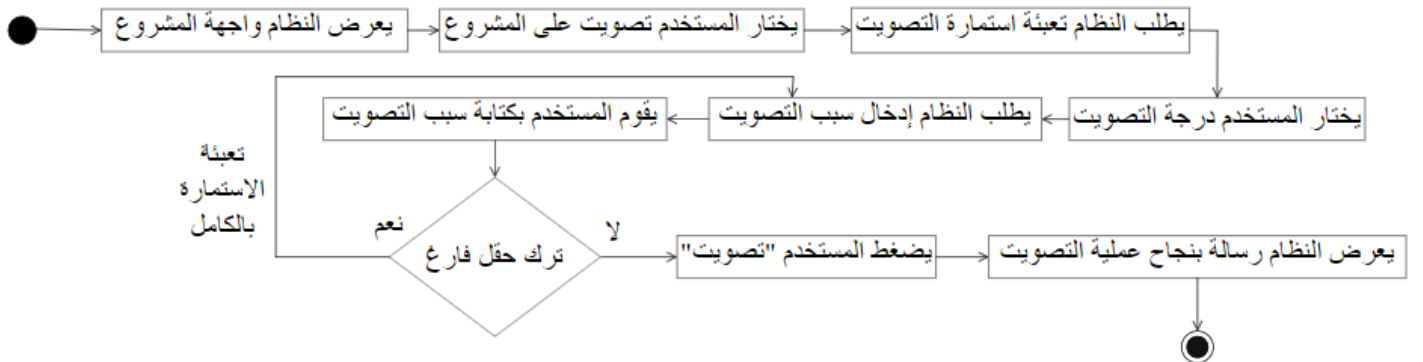 يعرض النظام واجهة المشروع
يختار المستخدم تصويت على المشروع
يطلب النظام تعبئة استمارة التصويت
يختار المستخدم درجة التصويت
يطلب النظام إدخال سبب التصويت
يقوم المستخدم بكتابة سبب التصويت
ترك حقل فارغ
نعم
تعبئة
الاستمارة
بالكامل
لا
يضغط المستخدم "تصويت"
يعرض النظام رسالة بنجاح عملية التصويت